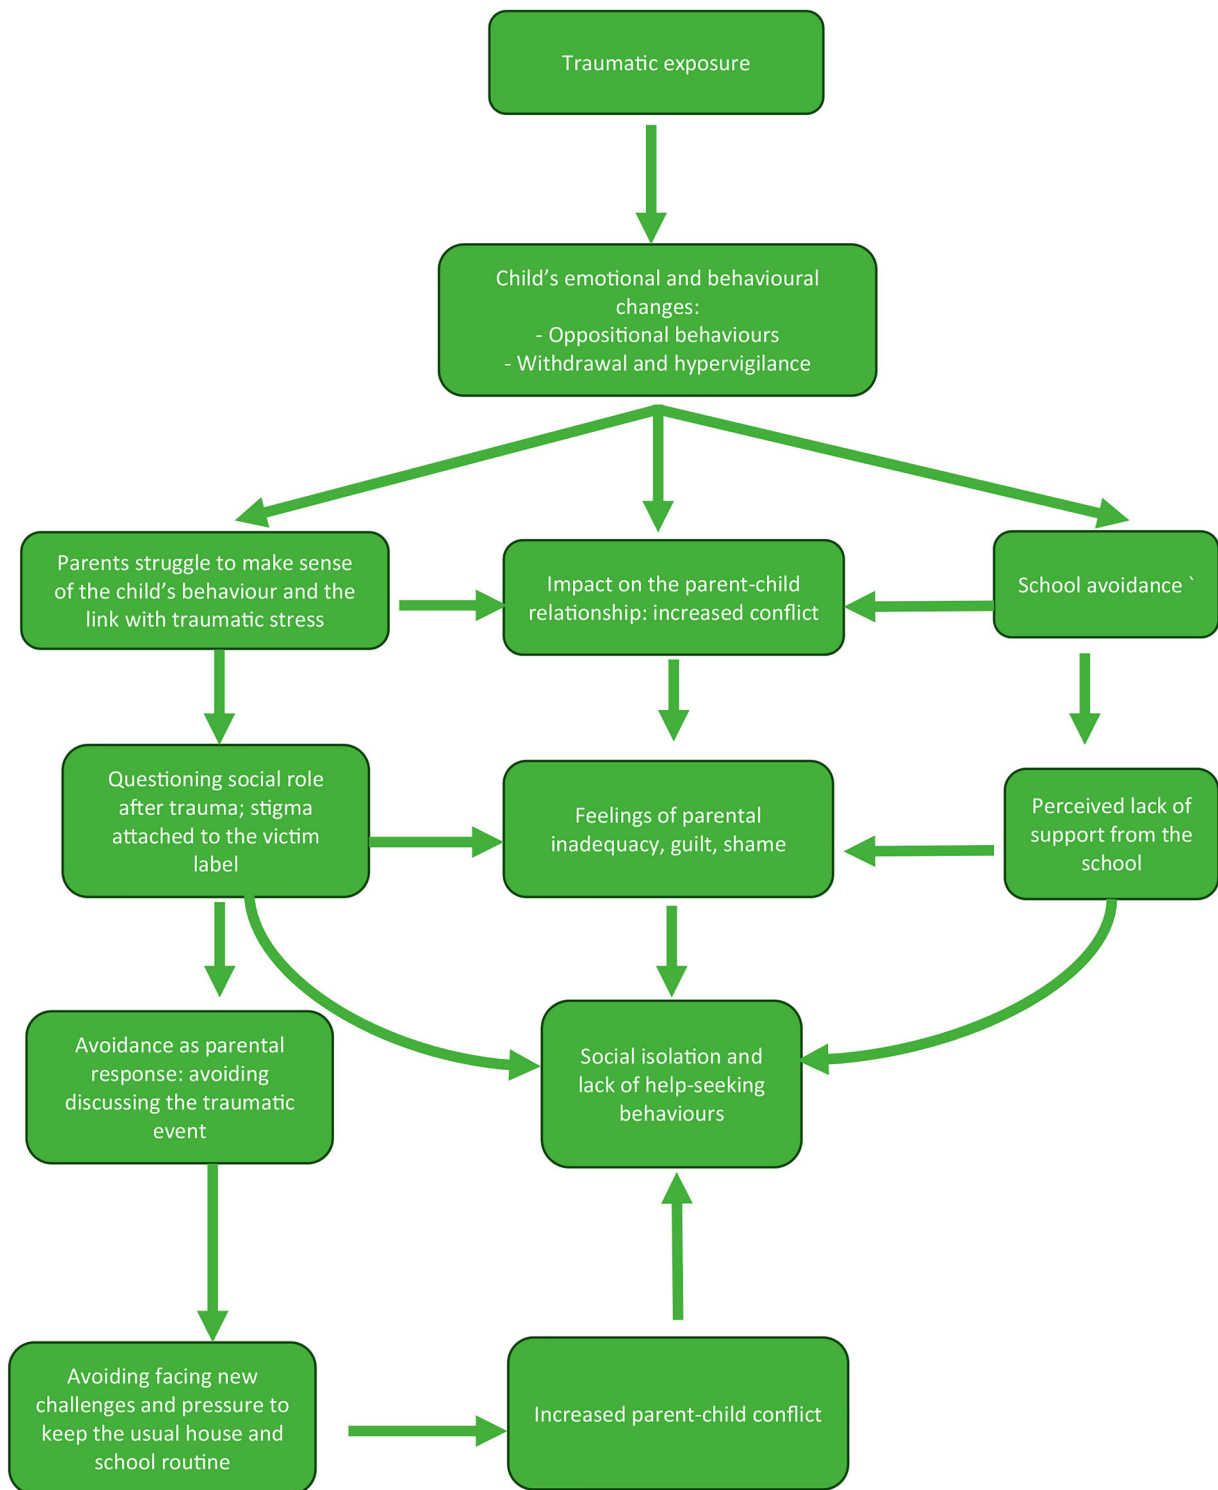 Traumatic exposure
Child’s emotional and behavioural
changes:
- Oppositional behaviours
- Withdrawal and hypervigilance
Parents struggle to make sense
of the child’s behaviour and the
link with traumatic stress
Impact on the parent-child
relationship: increased conflict
School avoidance `
Questioning social role
after trauma; stigma
attached to the victim
label
Feelings of parental
inadequacy, guilt, shame
Perceived lack of
support from the
school
Avoidance as parental
response: avoiding
discussing the traumatic
event
Social isolation and
lack of help-seeking
behaviours
Avoiding facing new
challenges and pressure to
keep the usual house and
school routine
Increased parent-child conflict